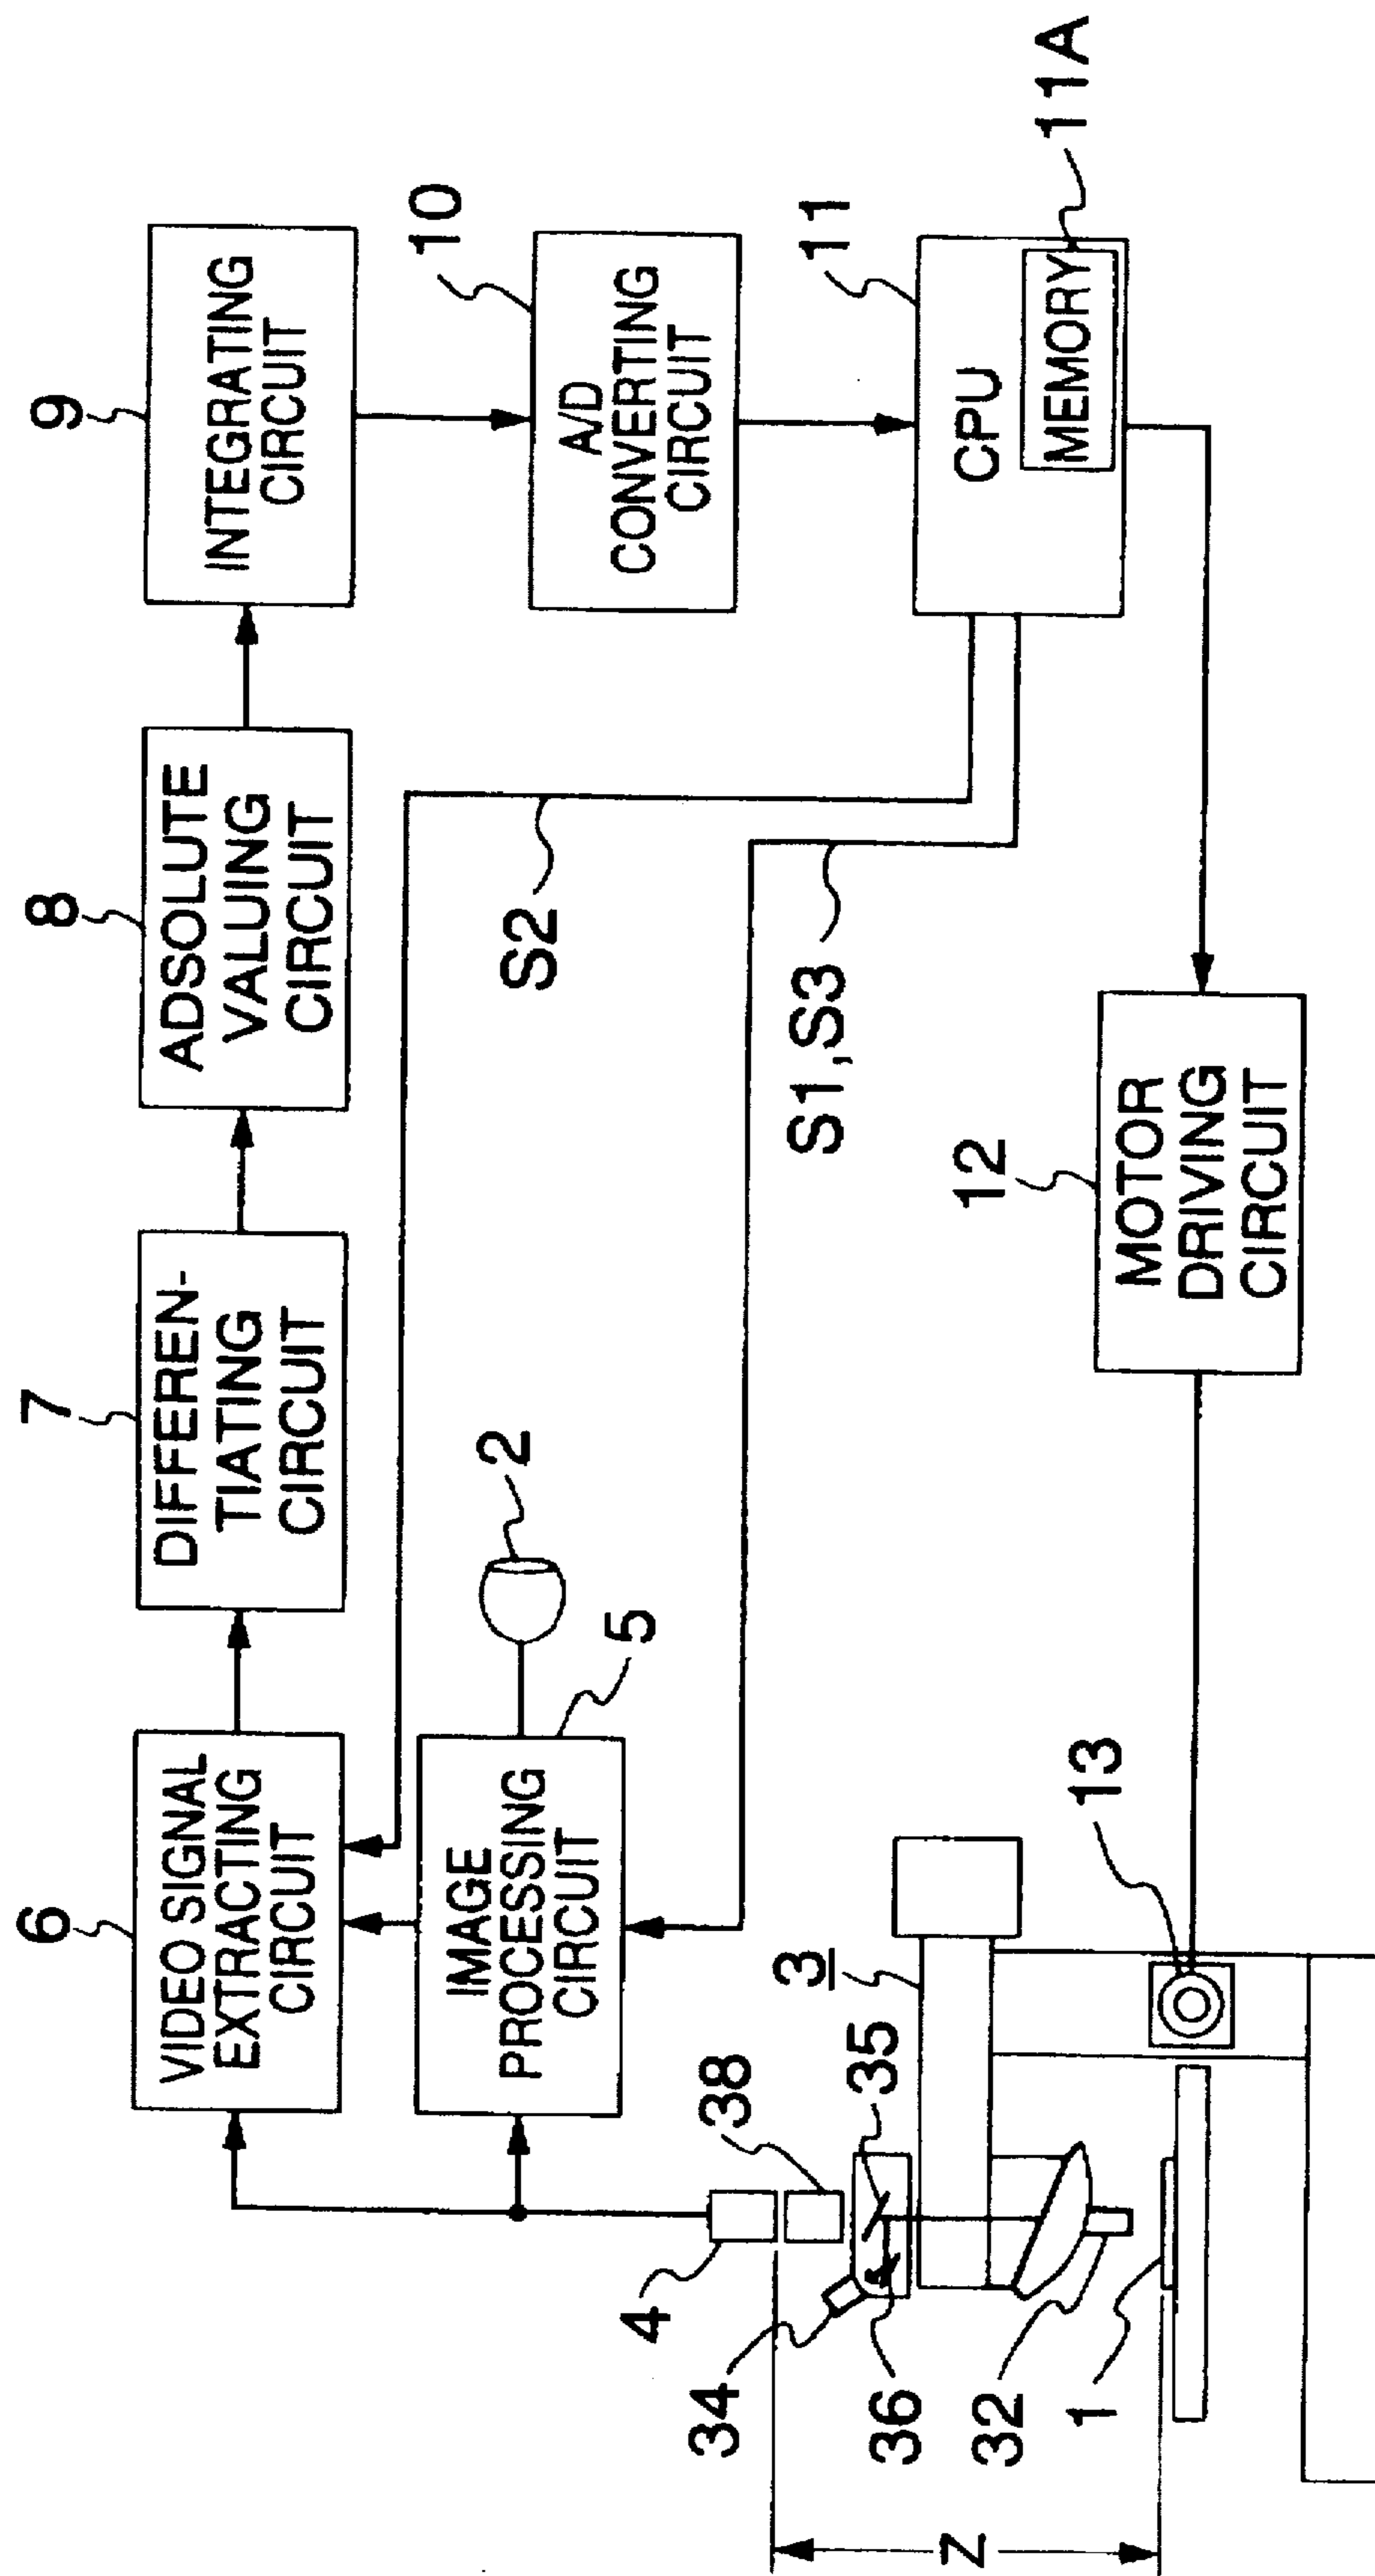 6
VIDEO SIGNAL
EXTRACTING
CIRCUIT
7
DIFFEREN-
TIATING
CIRCUIT
8
ADSOLUTE
VALUING
CIRCUIT
9
INTEGRATING
CIRCUIT
IMAGE
PROCESSING
CIRCUIT
5
2
S2
10
A/D
CONVERTING
CIRCUIT
S1,S3
11
CPU
MEMORY
11A
4
38
34
35
3
36
32
1
13
12
MOTOR
DRIVING
CIRCUIT
Z